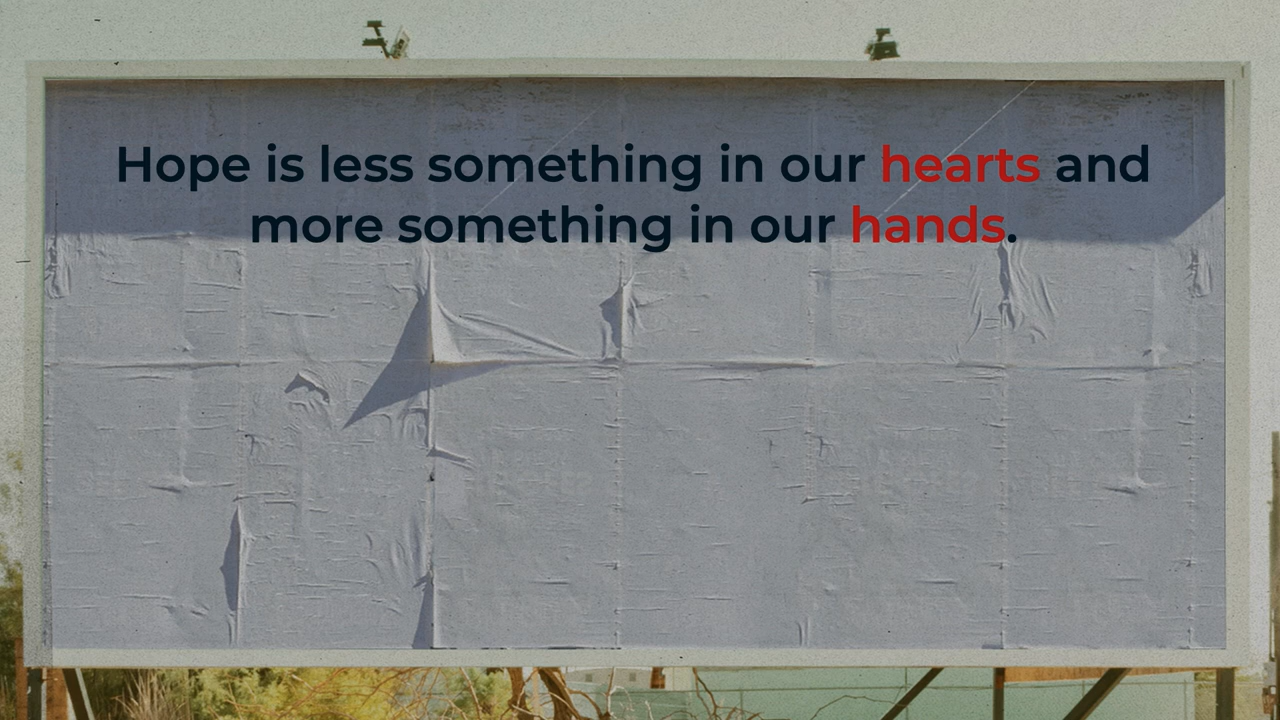 Hope is less something in our hearts and
more something in our hands.